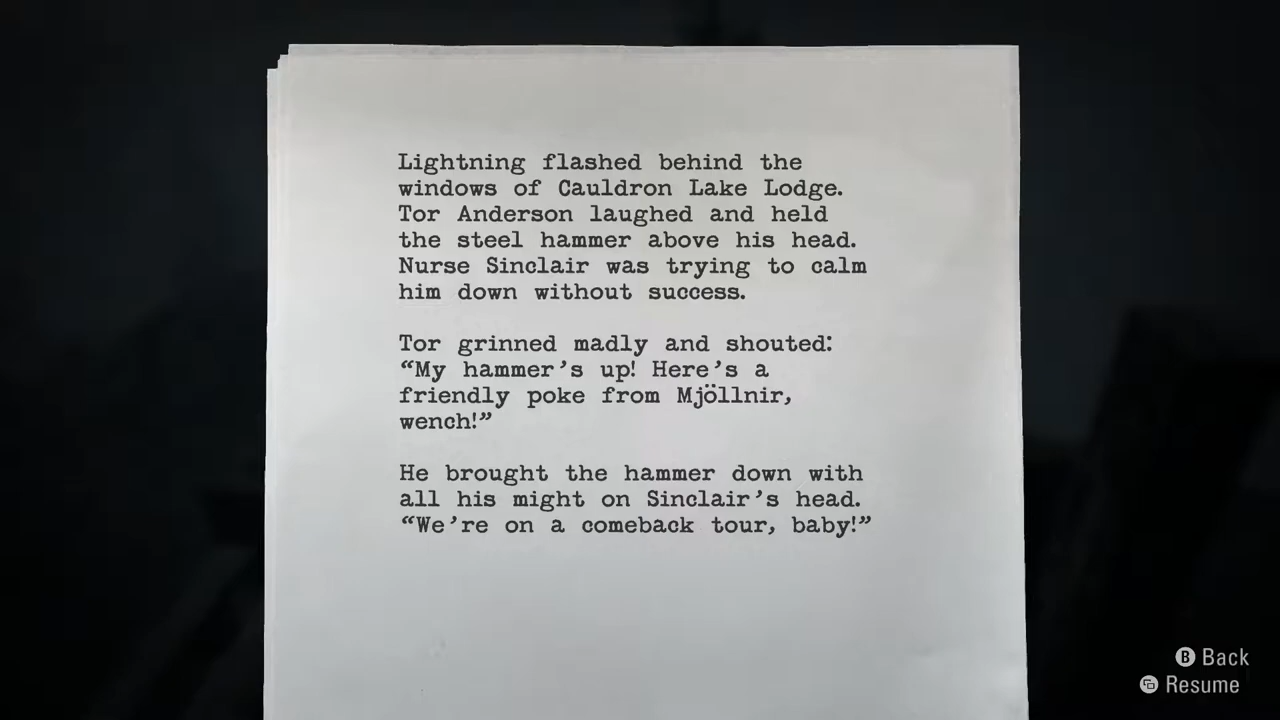 Lightning flashed behind the
windows of Cauldron Lake Lodge.
Tor Anderson laughed and held
the steel hammer above his head.
Nurse Sinclair was trying to calm
him down without success.
Tor grinned madly and shouted:
“My hammer’s up! Here’s a
friendly poke from Mjöllnir,
wench!”
He brought the hammer down with
all his might on Sinclair’s head.
“We’re on a comeback tour, baby!”
B Back
Resume